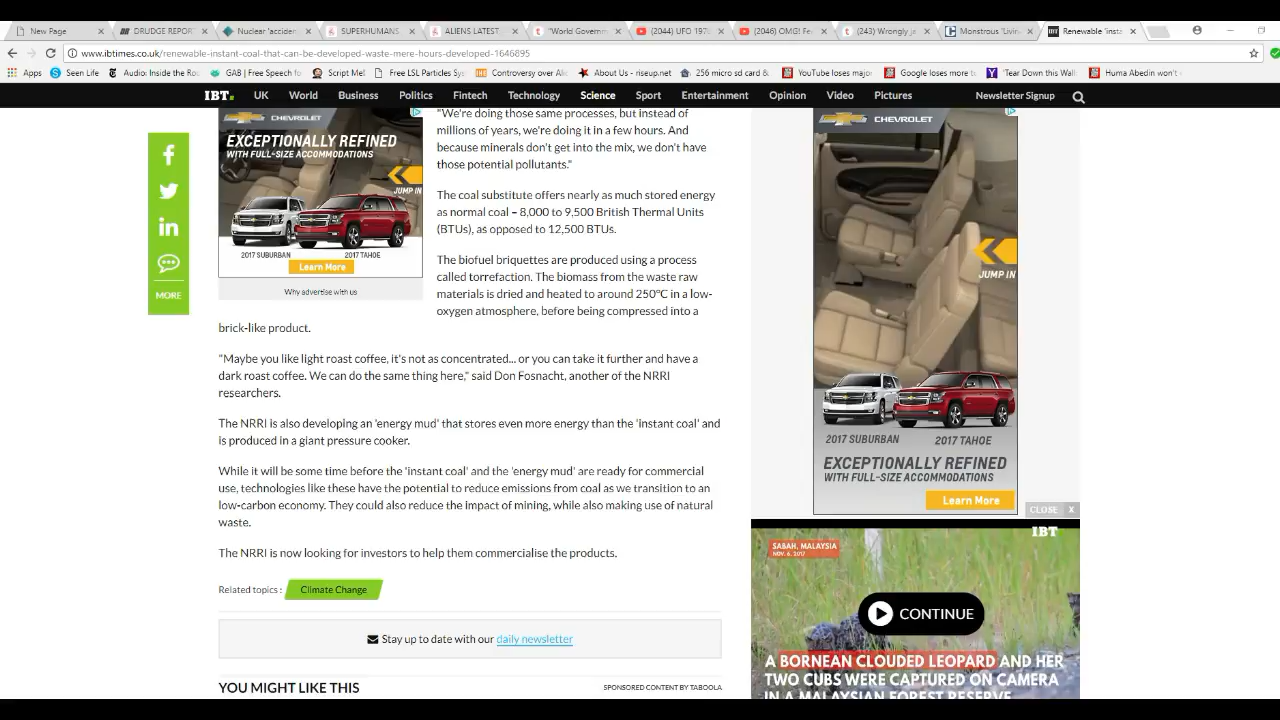 New Page
DRUDGE REPORT
Nuclear 'acciden
SUPERHUMANS
ALIENS LATEST
"World Governm
(2044) UFO 1970
(2046) OMG! Fee
(243) Wrongly ja
Monstrous 'Livin
Renewable 'insta
www.ibtimes.co.uk/renewable-instant-coal-that-can-be-developed-waste-mere-hours-developed-1646895
Apps
Seen Life
Audio: Inside the Ro
GAB | Free Speech fo
Script Mel
Free LSL Particles Sys
Controversy over Ali
About Us - riseup.net
256 micro sd card &
YouTube loses major
Google loses more t
'Tear Down this Wall
Huma Abedin won't
IBT.
UK
World
Business
Politics
Fintech
Technology
Science
Sport
Entertainment
Opinion
Video
Pictures
Newsletter Signup
MORE
CHEVROLET
EXCEPTIONALLY REFINED
WITH FULL-SIZE ACCOMMODATIONS
JUMP IN
2017 SUBURBAN 2017 TAHOE
Learn More
Why advertise with us
"We're doing those same processes, but instead of
millions of years, we're doing it in a few hours. And
because minerals don't get into the mix, we don't have
those potential pollutants."
The coal substitute offers nearly as much stored energy
as normal coal – 8,000 to 9,500 British Thermal Units
(BTUs), as opposed to 12,500 BTUs.
The biofuel briquettes are produced using a process
called torrefaction. The biomass from the waste raw
materials is dried and heated to around 250°C in a low-
oxygen atmosphere, before being compressed into a
brick-like product.
"Maybe you like light roast coffee, it's not as concentrated... or you can take it further and have a
dark roast coffee. We can do the same thing here," said Don Fosnacht, another of the NRRI
researchers.
The NRRI is also developing an 'energy mud' that stores even more energy than the 'instant coal' and
is produced in a giant pressure cooker.
While it will be some time before the 'instant coal' and the 'energy mud' are ready for commercial
use, technologies like these have the potential to reduce emissions from coal as we transition to an
low-carbon economy. They could also reduce the impact of mining, while also making use of natural
waste.
The NRRI is now looking for investors to help them commercialise the products.
Related topics : Climate Change
Stay up to date with our daily newsletter
YOU MIGHT LIKE THIS
SPONSORED CONTENT BY TABOOLA
CHEVROLET
JUMP IN
2017 SUBURBAN 2017 TAHOE
EXCEPTIONALLY REFINED
WITH FULL-SIZE ACCOMMODATIONS
Learn More
CLOSE X
IBT
SABAH, MALAYSIA
NOV. 6, 2017
CONTINUE
A BORNEAN CLOUDED LEOPARD AND HER
TWO CUBS WERE CAPTURED ON CAMERA
IN A MALAYSIAN FOREST RESERVE